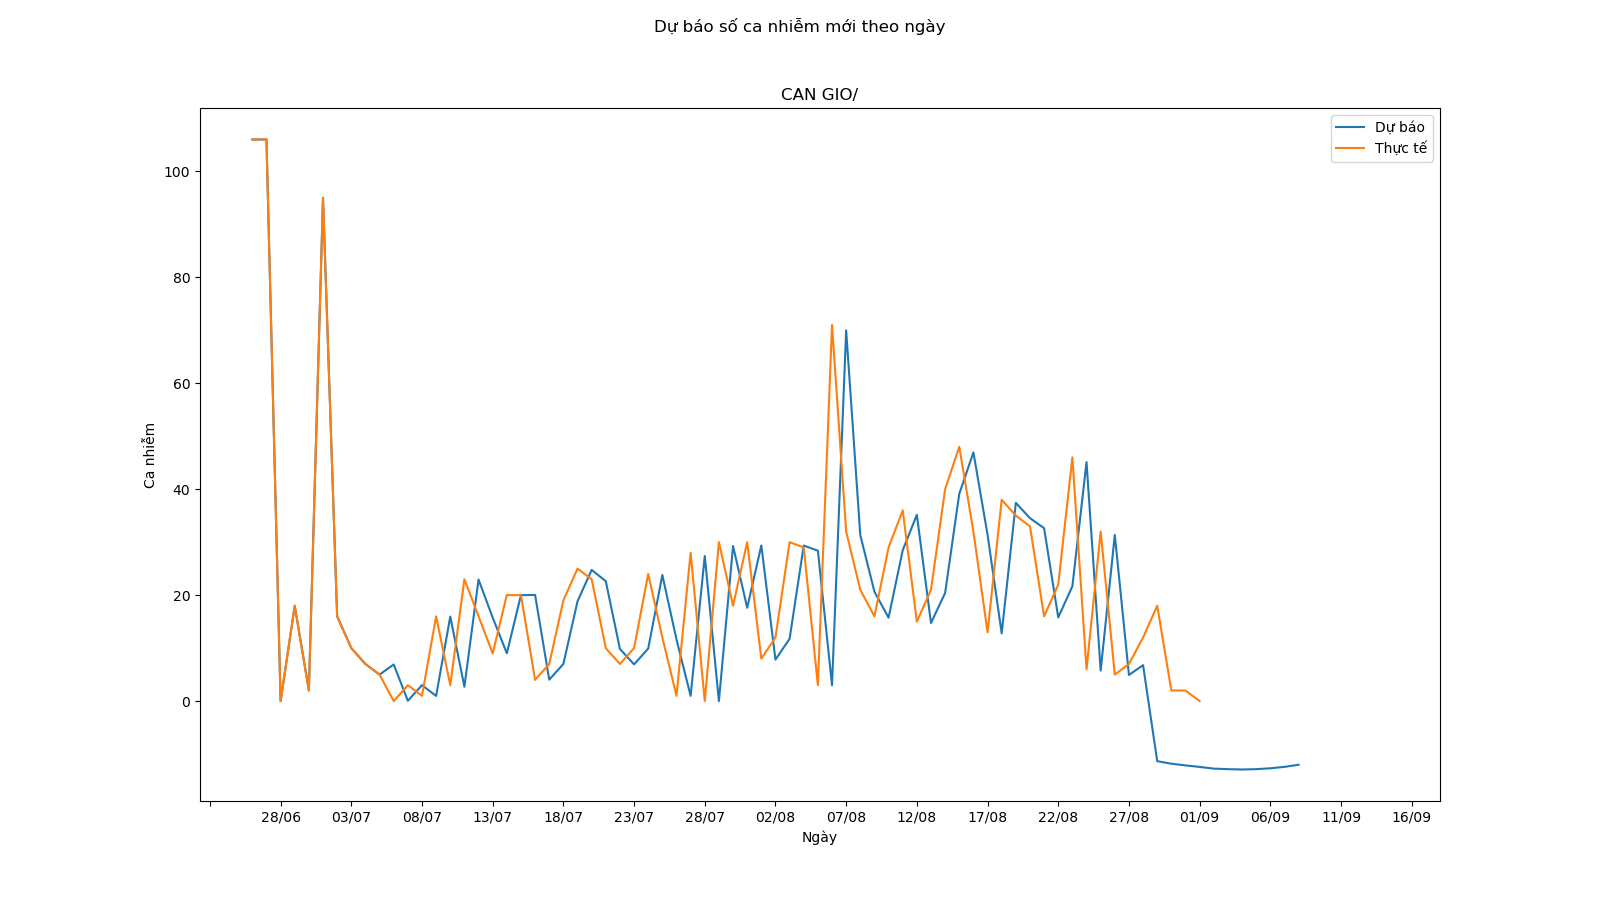 Dự báo số ca nhiễm mới theo ngày
CAN GIO/
Dự báo
Thực tế
100
80
60
40
20
0
Ca nhiễm
28/06 03/07 08/07 13/07 18/07 23/07 28/07 02/08 07/08 12/08 17/08 22/08 27/08 01/09 06/09 11/09 16/09
Ngày